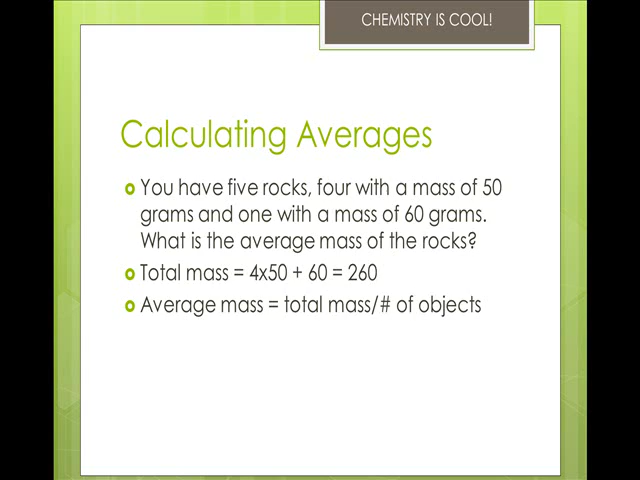 CHEMISTRY IS COOL!
Calculating Averages
You have five rocks, four with a mass of 50
grams and one with a mass of 60 grams.
What is the average mass of the rocks?
Total mass = 4x50 + 60 = 260
Average mass = total mass/# of objects